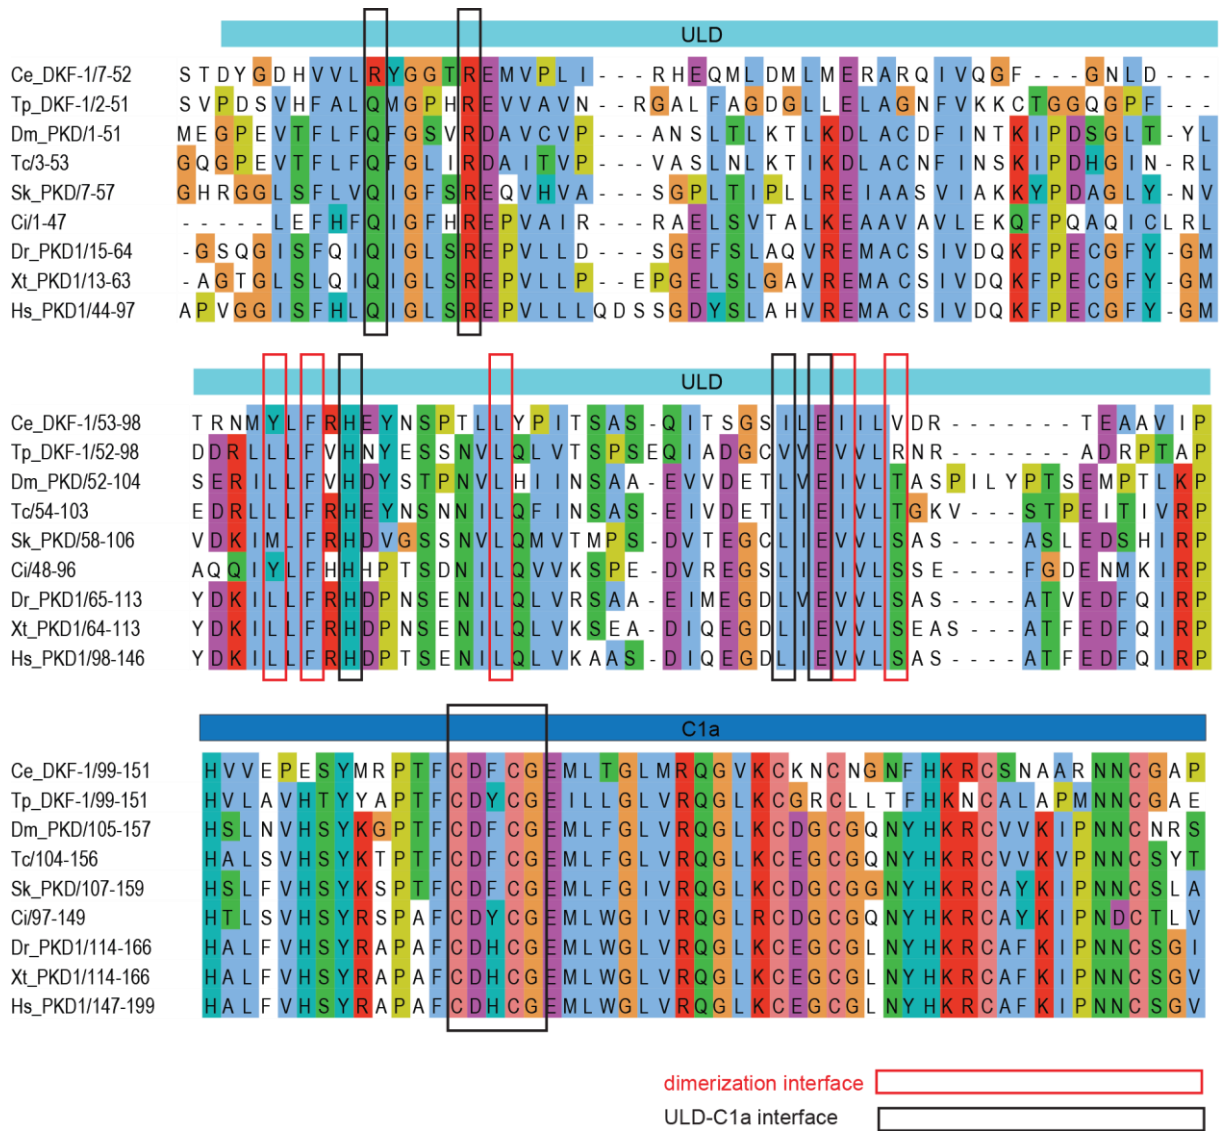 ULD
Ce_DKF-1/7-52 STDYGDHVVLRYGGTREMVPLI---RHEQMLDMLMERARQIVQGF---GNLD---
Tp_DKF-1/2-51 SVPDSVHFALQMGPHREVVAVN--RGALFAGDGLLELAGNFVKKCTGGQGPF---
Dm_PKD/1-51 MEGPEVTFLFQFGSVRDAVCVP---ANSLTLKTLKDLACDFINTKIPDSGLT-YL
Tc/3-53 GQGPEVTFLFQFGLIRDAITVP---VASLNLKTIKDLACNFINSKIPDHGIN-RL
Sk_PKD/7-57 GHRGGLSFLVQIGFSREQVHVA---SGPLTIPLLREIAASVIAKKYPDAGLY-NV
Ci/1-47 -----LEFHFQIGFHREPVAIR---RAELSVTALKEAAVAVLEKQFPQAQICLRL
Dr_PKD1/15-64 -GSQGISFQIQIGLSREPVLLD---SGEFSLAQVREMACSIVDQKFPECGFY-GM
Xt_PKD1/13-63 -AGTGLSLQIQIGLSREPVLLP--EPGELSLGAVREMACSIVDQKFPECGFY-GM
Hs_PKD1/44-97 APVGGISFHLQIGLSREPVLLLQDSSGDYSLAHVREMACSIVDQKFPECGFY-GM
ULD
Ce_DKF-1/53-98 TRNMYLFRHEYNSPTLLYPITSAS-QITSGSILEIILVDR-------TEAAVIP
Tp_DKF-1/52-98 DDRLLLFVHNYESSNVLQLVTSPSEQIADGCVVEVVLRNR-------ADRPTAP
Dm_PKD/52-104 SERILLFVHDYSTPNVLHIINSAA-EVVDETLVEIVLTASPILYPTSEMPTLKP
Tc/54-103 EDRLLLFRHEYNSNNILQFINSAS-EIVDETLIEIVLTGKV---STPEITIVRP
Sk_PKD/58-106 VDKIMLFRHDVGSSNVLQMVTMPS-DVTEGCLIEVVLSAS----ASLEDSHIRP
Ci/48-96 AQQIYLFHHHPTSDNILQVVKSPE-DVREGSLIEIVLSSE----FGDENMKIRP
Dr_PKD1/65-113 YDKILLFRHDPNSENILQLVRSAA-EIMEGDLVEVVLSAS----ATVEDFQIRP
Xt_PKD1/64-113 YDKILLFRHDPNSENILQLVKSEA-DIQEGDLIEVVLSEAS---ATFEDFQIRP
Hs_PKD1/98-146 YDKILLFRHDPTSENILQLVKAAS-DIQEGDLIEVVLSAS----ATFEDFQIRP
C1a
Ce_DKF-1/99-151 HVVEPESYMRPTFCDFCGEMLTGLMRQGVKCKNCNGNFHKRCSNAARNNCGAP
Tp_DKF-1/99-151 HVLAVHTYYAPTFCDYCGEILLGLVRQGLKCGRCLLTFHKNCALAPMNNCGAE
Dm_PKD/105-157 HSLNVHSYKGPTFCDFCGEMLFGLVRQGLKCDGCGQNYHKRCVVKIPNNCNRS
Tc/104-156 HALSVHSYKTPTFCDFCGEMLFGLVRQGLKCEGCGQNYHKRCVVKVPNNCSYT
Sk_PKD/107-159 HSLFVHSYKSPTFCDFCGEMLFGIVRQGLKCDGCGGNYHKRCAYKIPNNCSLA
Ci/97-149 HTLSVHSYRSPAFCDYCGEMLWGIVRQGLRCDGCGQNYHKRCAYKIPNDCTLV
Dr_PKD1/114-166 HALFVHSYRAPAFCDHCGEMLWGLVRQGLKCEGCGLNYHKRCAFKIPNNCSGI
Xt_PKD1/114-166 HALFVHSYRAPAFCDHCGEMLWGLVRQGLKCEGCGLNYHKRCAFKIPNNCSGV
Hs_PKD1/147-199 HALFVHSYRAPAFCDHCGEMLWGLVRQGLKCEGCGLNYHKRCAFKIPNNCSGV
dimerization interface
ULD-C1a interface